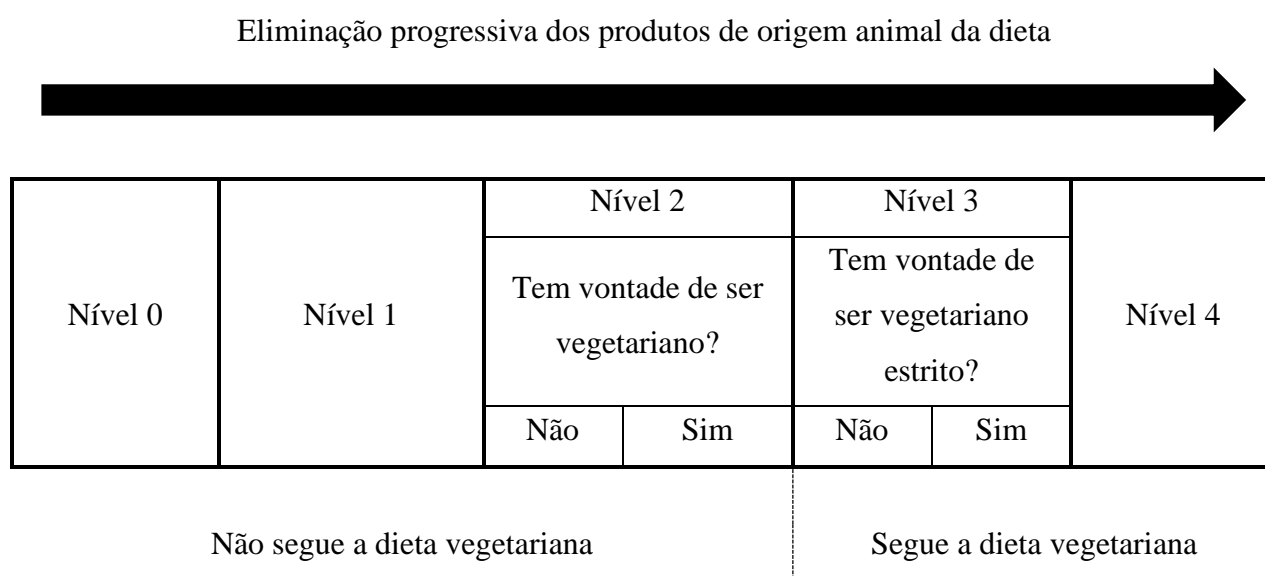 Eliminação progressiva dos produtos de origem animal da dieta
Nível 0
Nível 1
Nível 2
Tem vontade de ser
vegetariano?
Não
Sim
Nível 3
Tem vontade de
ser vegetariano
estrito?
Não
Sim
Nível 4
Não segue a dieta vegetariana
Segue a dieta vegetariana